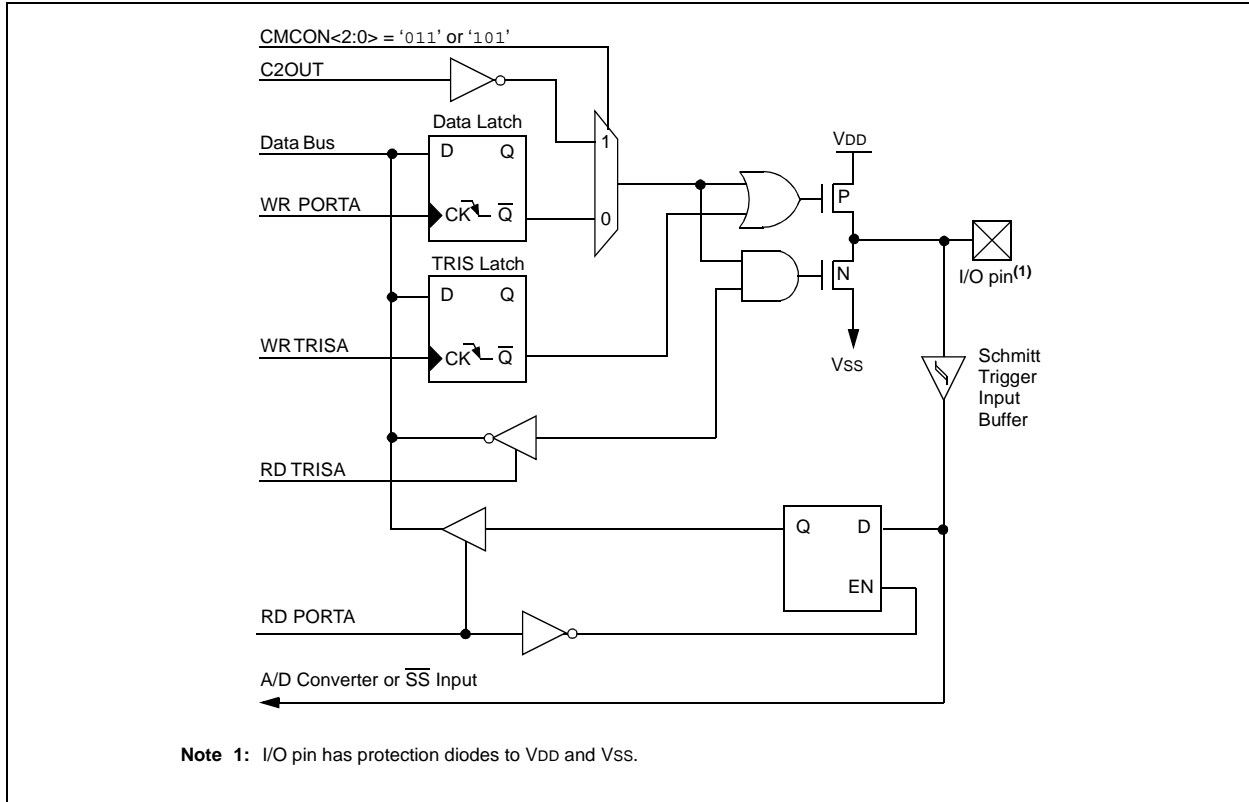 CMCON<2:0> = ‘011’ or ‘101’
C2OUT
Data Latch
Data Bus
D Q
1
VDD
WR PORTA
CK Q̅
0
P
TRIS Latch
D Q
N
I/O pin(1)
WR TRISA
CK Q̅
VSS
Schmitt
Trigger
Input
Buffer
RD TRISA
Q D
EN
RD PORTA
A/D Converter or S̅S̅ Input
Note 1: I/O pin has protection diodes to VDD and VSS.